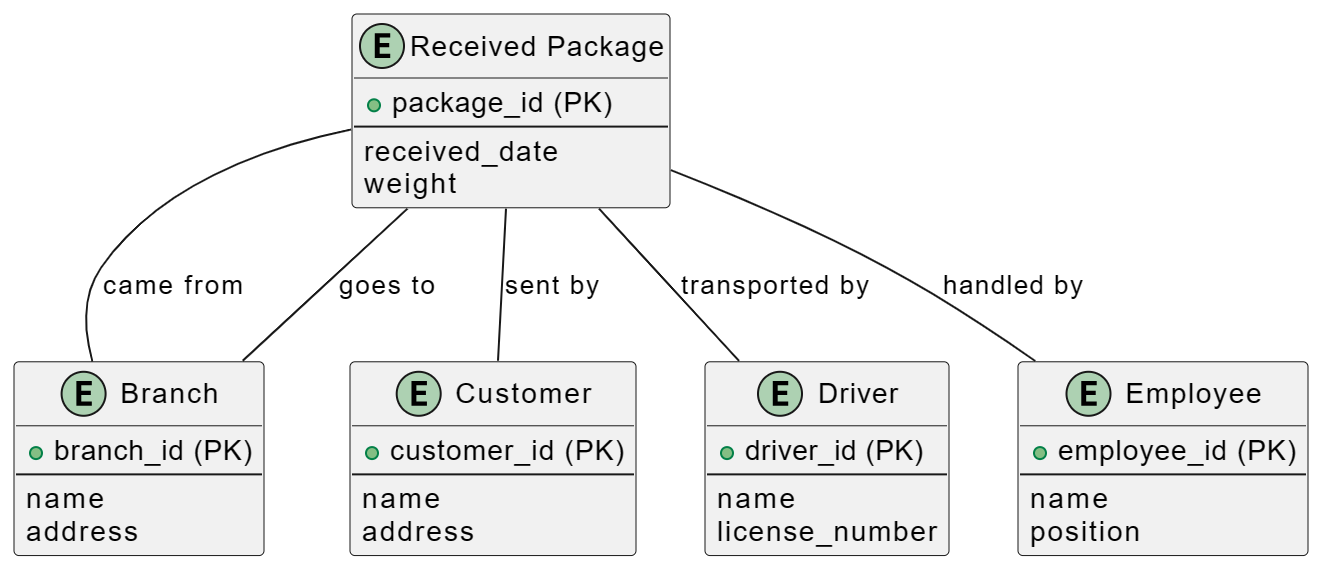 E Received Package
package_id (PK)
received_date
weight
came from
goes to
sent by
transported by
handled by
E Branch
branch_id (PK)
name
address
E Customer
customer_id (PK)
name
address
E Driver
driver_id (PK)
name
license_number
E Employee
employee_id (PK)
name
position